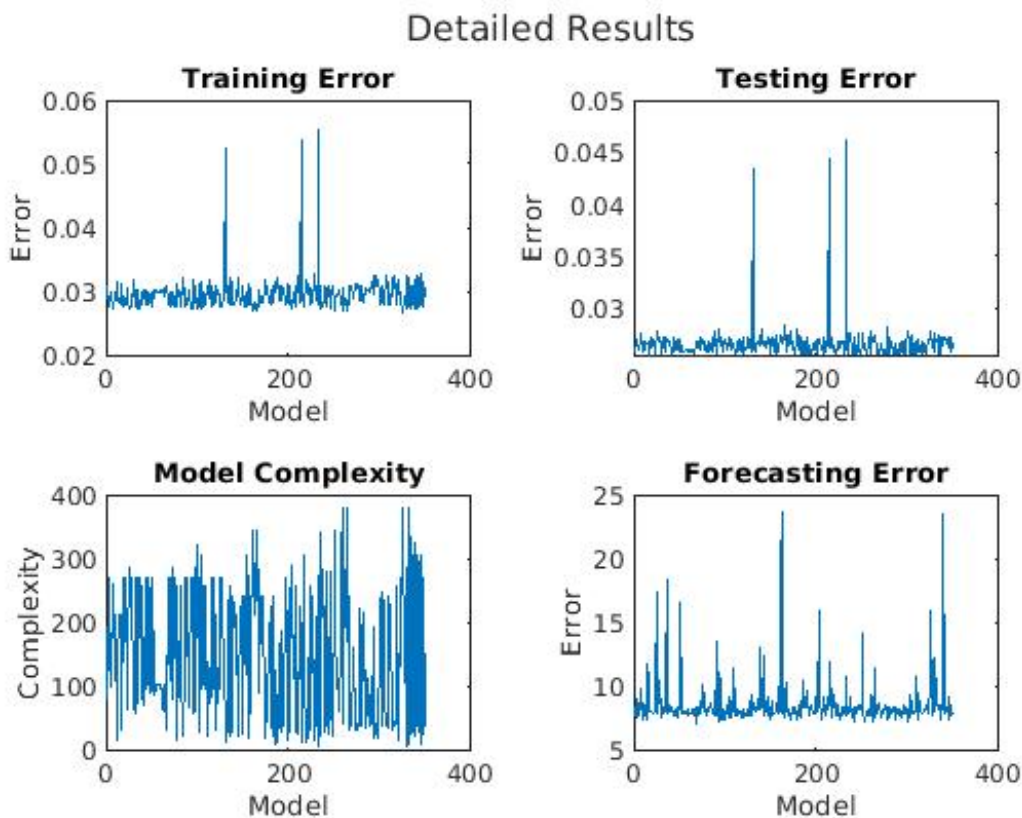 Detailed Results
Training Error
0.06
0.05
0.04
0.03
0.02
Error
0
200
400
Model
Testing Error
0.05
0.045
0.04
0.035
0.03
Error
0
200
400
Model
Model Complexity
400
300
200
100
0
Complexity
0
200
400
Model
Forecasting Error
25
20
15
10
5
Error
0
200
400
Model